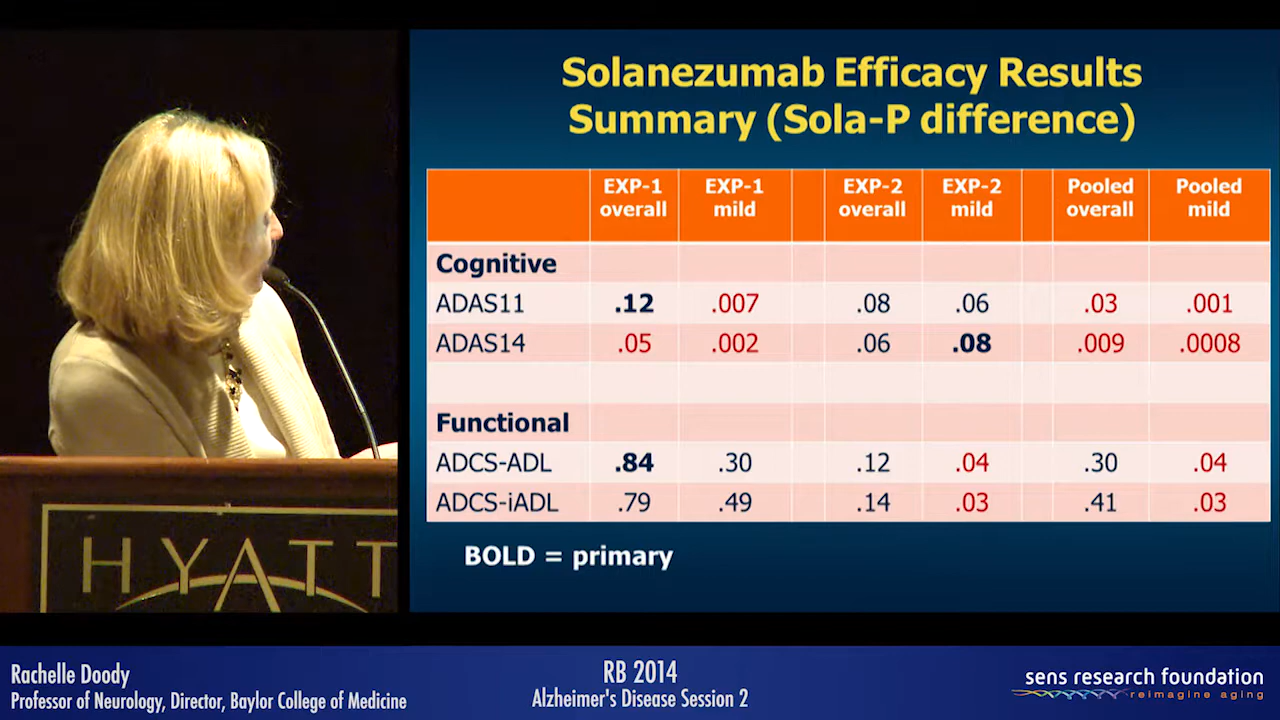 Solanezumab Efficacy Results
Summary (Sola-P difference)
EXP-1 overall EXP-1 mild EXP-2 overall EXP-2 mild Pooled overall Pooled mild
Cognitive
ADAS11 .12 .007 .08 .06 .03 .001
ADAS14 .05 .002 .06 .08 .009 .0008
Functional
ADCS-ADL .84 .30 .12 .04 .30 .04
ADCS-iADL .79 .49 .14 .03 .41 .03
BOLD = primary
HYATT
Rachelle Doody
Professor of Neurology, Director, Baylor College of Medicine
RB 2014
Alzheimer's Disease Session 2
sens research foundation
reimagine aging